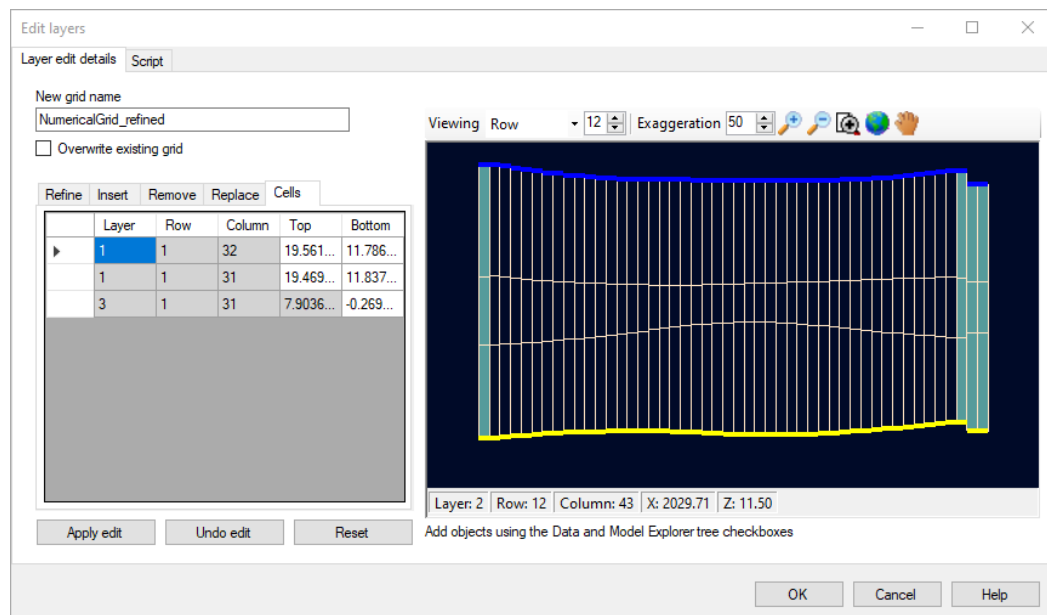 Edit layers
Layer edit details Script
New grid name
NumericalGrid_refined
Overwrite existing grid
Refine Insert Remove Replace Cells
Layer Row Column Top Bottom
1 1 32 19.561... 11.786...
1 1 31 19.469... 11.837...
3 1 31 7.9036... -0.269...
Apply edit Undo edit Reset
Viewing Row 12 Exaggeration 50
Layer: 2 Row: 12 Column: 43 X: 2029.71 Z: 11.50
Add objects using the Data and Model Explorer tree checkboxes
OK Cancel Help